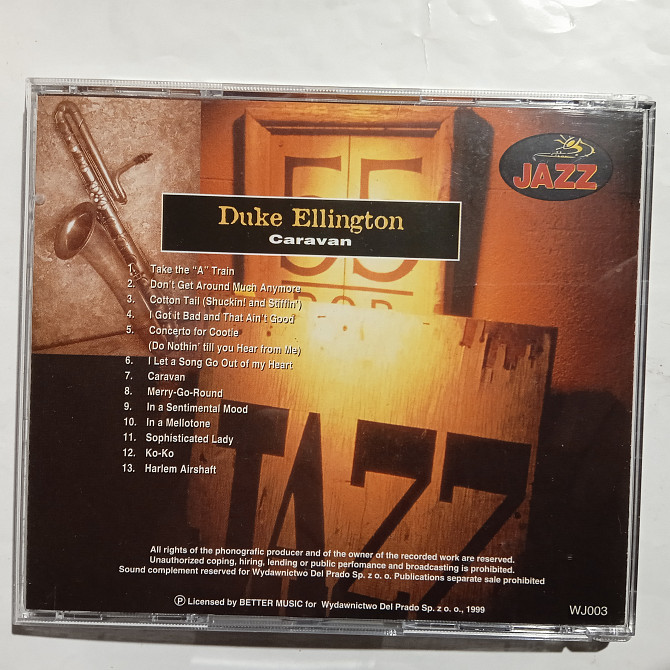 JAZZ
55
BOP
Duke Ellington
Caravan
1. Take the "A" Train
2. Don't Get Around Much Anymore
3. Cotton Tail (Shuckin' and Stiffin')
4. I Got it Bad and That Ain't Good
5. Concerto for Cootie
(Do Nothin' till you Hear from Me)
6. I Let a Song Go Out of my Heart
7. Caravan
8. Merry-Go-Round
9. In a Sentimental Mood
10. In a Mellotone
11. Sophisticated Lady
12. Ko-Ko
13. Harlem Airshaft
JAZZ
All rights of the phonografic producer and of the owner of the recorded work are reserved.
Unauthorized coping, hiring, lending or public perfomance and broadcasting is prohibited.
Sound complement reserved for Wydawnictwo Del Prado Sp. z o. o. Publications separate sale prohibited
Ⓟ Licensed by BETTER MUSIC for Wydawnictwo Del Prado Sp. z o. o., 1999
WJ003